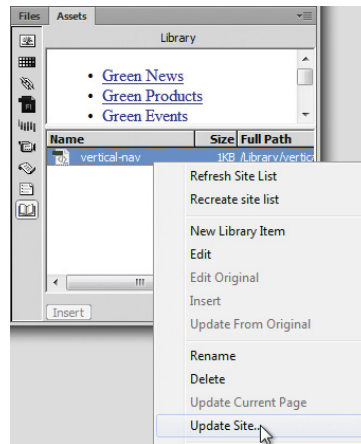 Files Assets
Library
• Green News
• Green Products
• Green Events
Name Size Full Path
vertical-nav 1KB /Library/vertica
Refresh Site List
Recreate site list
New Library Item
Edit
Edit Original
Insert
Update From Original
Insert
Rename
Delete
Update Current Page
Update Site...